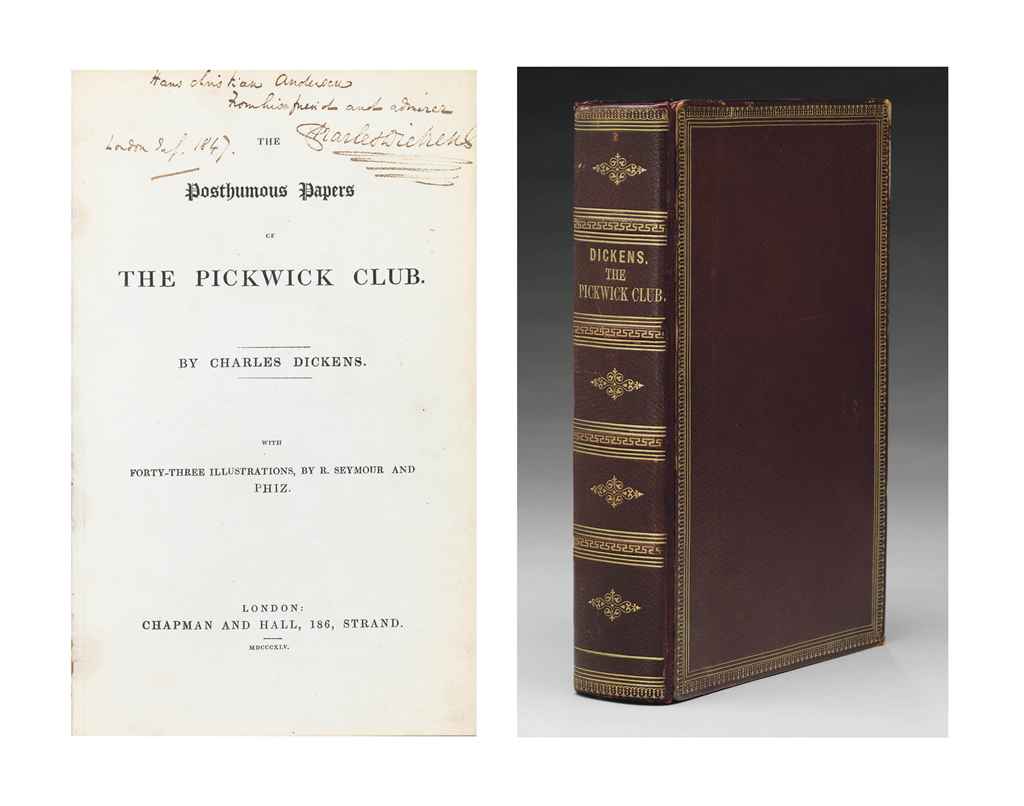 Hans Christian Andersen
From his friend and admirer
Charles Dickens
London July. 1847.
THE
Posthumous Papers
OF
THE PICKWICK CLUB.
BY CHARLES DICKENS.
WITH
FORTY-THREE ILLUSTRATIONS, BY R. SEYMOUR AND
PHIZ.
LONDON:
CHAPMAN AND HALL, 186, STRAND.
MDCCCXLV.
DICKENS.
THE
PICKWICK CLUB.